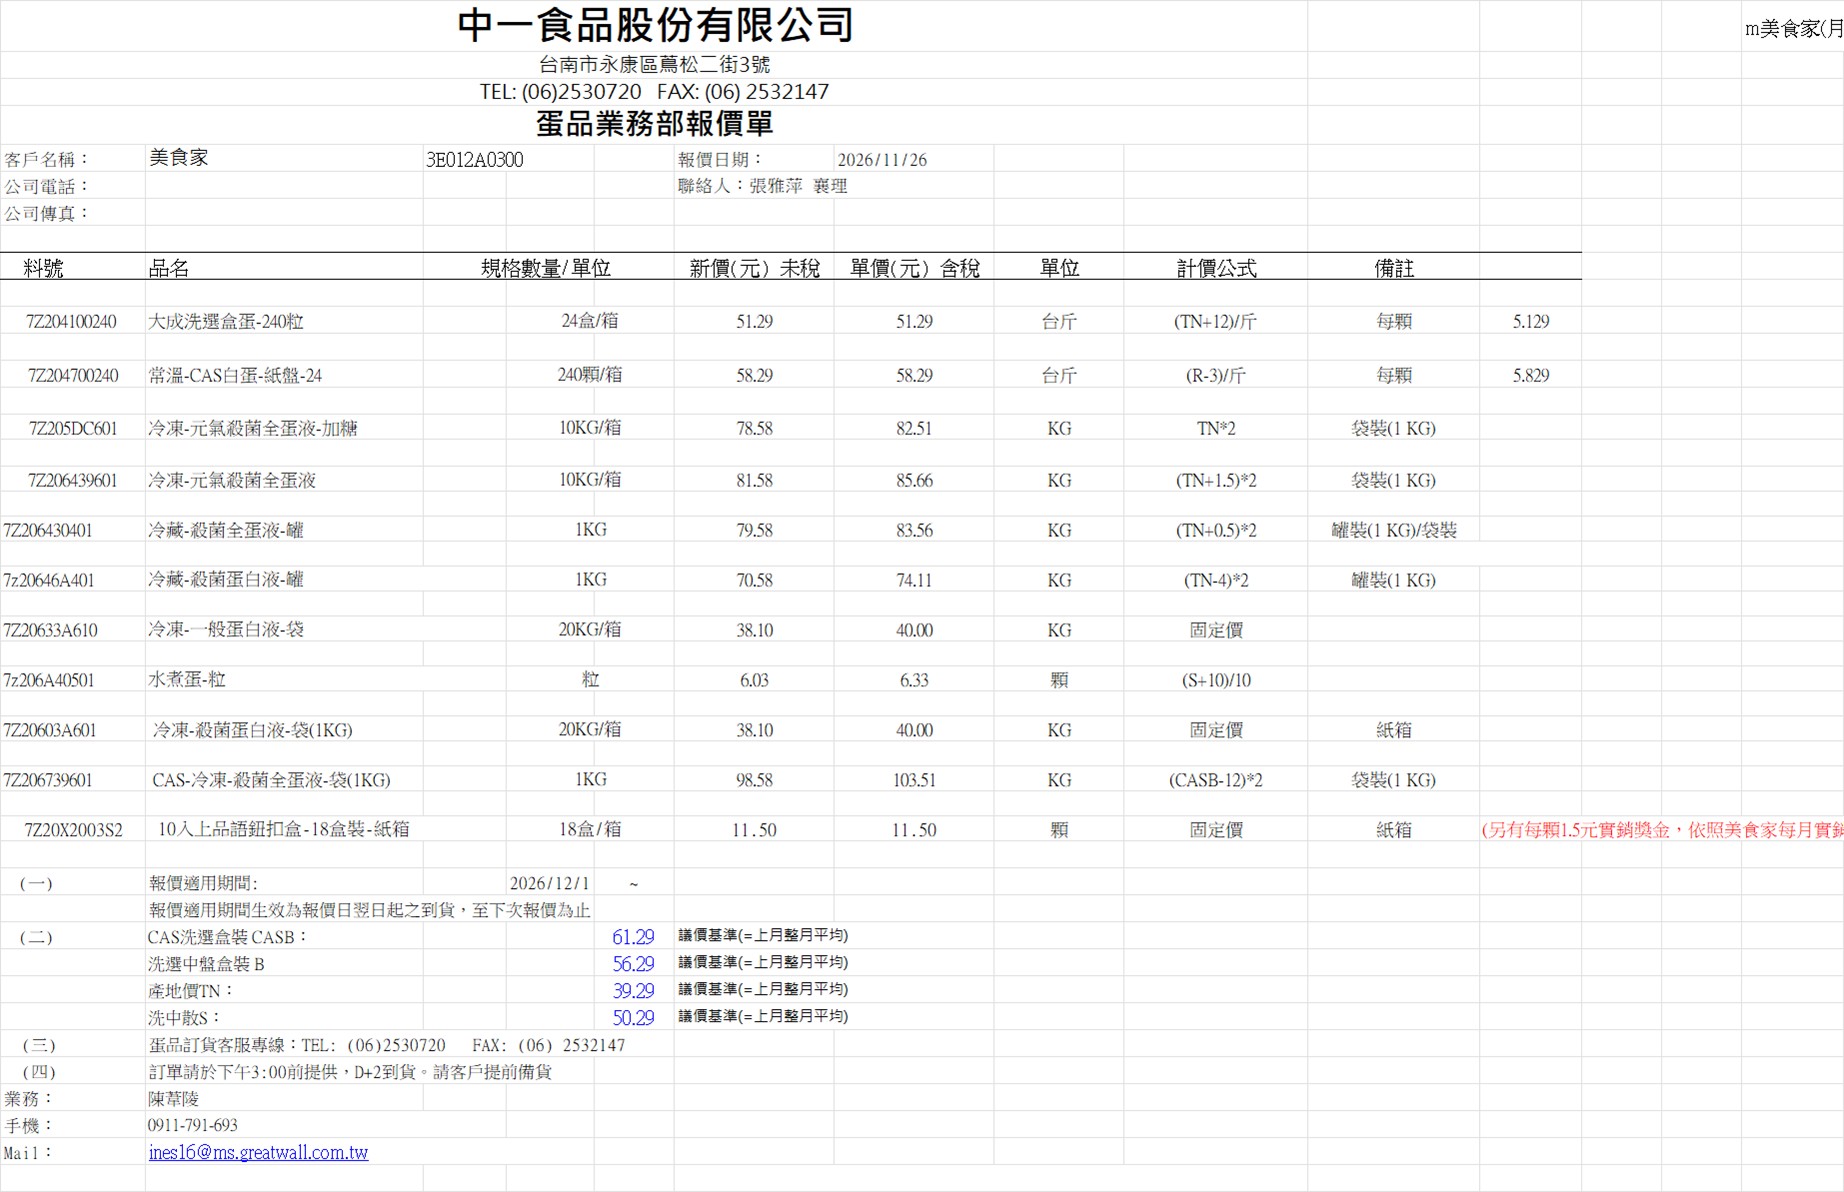 中一食品股份有限公司
m美食家(月
台南市永康區蔦松二街3號
TEL: (06)2530720 FAX: (06) 2532147
蛋品業務部報價單
客戶名稱： 美食家 3E012A0300 報價日期： 2026/11/26
公司電話： 聯絡人：張雅萍 襄理
公司傳真：
料號 品名 規格數量/單位 新價(元) 未稅 單價(元) 含稅 單位 計價公式 備註
7Z204100240 大成洗選盒蛋-240粒 24盒/箱 51.29 51.29 台斤 (TN+12)/斤 每顆 5.129
7Z204700240 常溫-CAS白蛋-紙盤-24 240顆/箱 58.29 58.29 台斤 (R-3)/斤 每顆 5.829
7Z205DC601 冷凍-元氣殺菌全蛋液-加糖 10KG/箱 78.58 82.51 KG TN*2 袋裝(1 KG)
7Z206439601 冷凍-元氣殺菌全蛋液 10KG/箱 81.58 85.66 KG (TN+1.5)*2 袋裝(1 KG)
7Z206430401 冷藏-殺菌全蛋液-罐 1KG 79.58 83.56 KG (TN+0.5)*2 罐裝(1 KG)/袋裝
7z20646A401 冷藏-殺菌蛋白液-罐 1KG 70.58 74.11 KG (TN-4)*2 罐裝(1 KG)
7Z20633A610 冷凍-一般蛋白液-袋 20KG/箱 38.10 40.00 KG 固定價
7z206A40501 水煮蛋-粒 粒 6.03 6.33 顆 (S+10)/10
7Z20603A601 冷凍-殺菌蛋白液-袋(1KG) 20KG/箱 38.10 40.00 KG 固定價 紙箱
7Z206739601 CAS-冷凍-殺菌全蛋液-袋(1KG) 1KG 98.58 103.51 KG (CASB-12)*2 袋裝(1 KG)
7Z20X2003S2 10入上品語鈕扣盒-18盒裝-紙箱 18盒/箱 11.50 11.50 顆 固定價 紙箱 (另有每顆1.5元實銷獎金，依照美食家每月實銷
(一) 報價適用期間: 2026/12/1 ~
報價適用期間生效為報價日翌日起之到貨，至下次報價為止
(二) CAS洗選盒裝 CASB： 61.29 議價基準(=上月整月平均)
洗選中盤盒裝 B 56.29 議價基準(=上月整月平均)
產地價TN： 39.29 議價基準(=上月整月平均)
洗中散S： 50.29 議價基準(=上月整月平均)
(三) 蛋品訂貨客服專線：TEL: (06)2530720 FAX: (06) 2532147
(四) 訂單請於下午3:00前提供，D+2到貨。請客戶提前備貨
業務： 陳葦陵
手機： 0911-791-693
Mail： ines16@ms.greatwall.com.tw